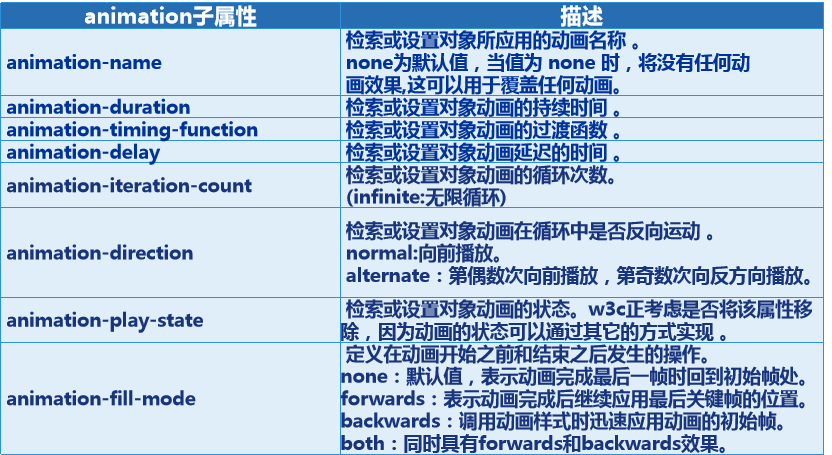 animation子属性 描述
animation-name
检索或设置对象所应用的动画名称 。
none为默认值，当值为 none 时，将没有任何动
画效果,这可以用于覆盖任何动画。
animation-duration 检索或设置对象动画的持续时间 。
animation-timing-function 检索或设置对象动画的过渡函数 。
animation-delay 检索或设置对象动画延迟的时间 。
animation-iteration-count
检索或设置对象动画的循环次数。
(infinite:无限循环)
animation-direction
检索或设置对象动画在循环中是否反向运动 。
normal:向前播放。
alternate：第偶数次向前播放，第奇数次向反方向播放。
animation-play-state
检索或设置对象动画的状态。w3c正考虑是否将该属性移
除，因为动画的状态可以通过其它的方式实现 。
animation-fill-mode
定义在动画开始之前和结束之后发生的操作。
none：默认值，表示动画完成最后一帧时回到初始帧处。
forwards：表示动画完成后继续应用最后关键帧的位置。
backwards：调用动画样式时迅速应用动画的初始帧。
both：同时具有forwards和backwards效果。